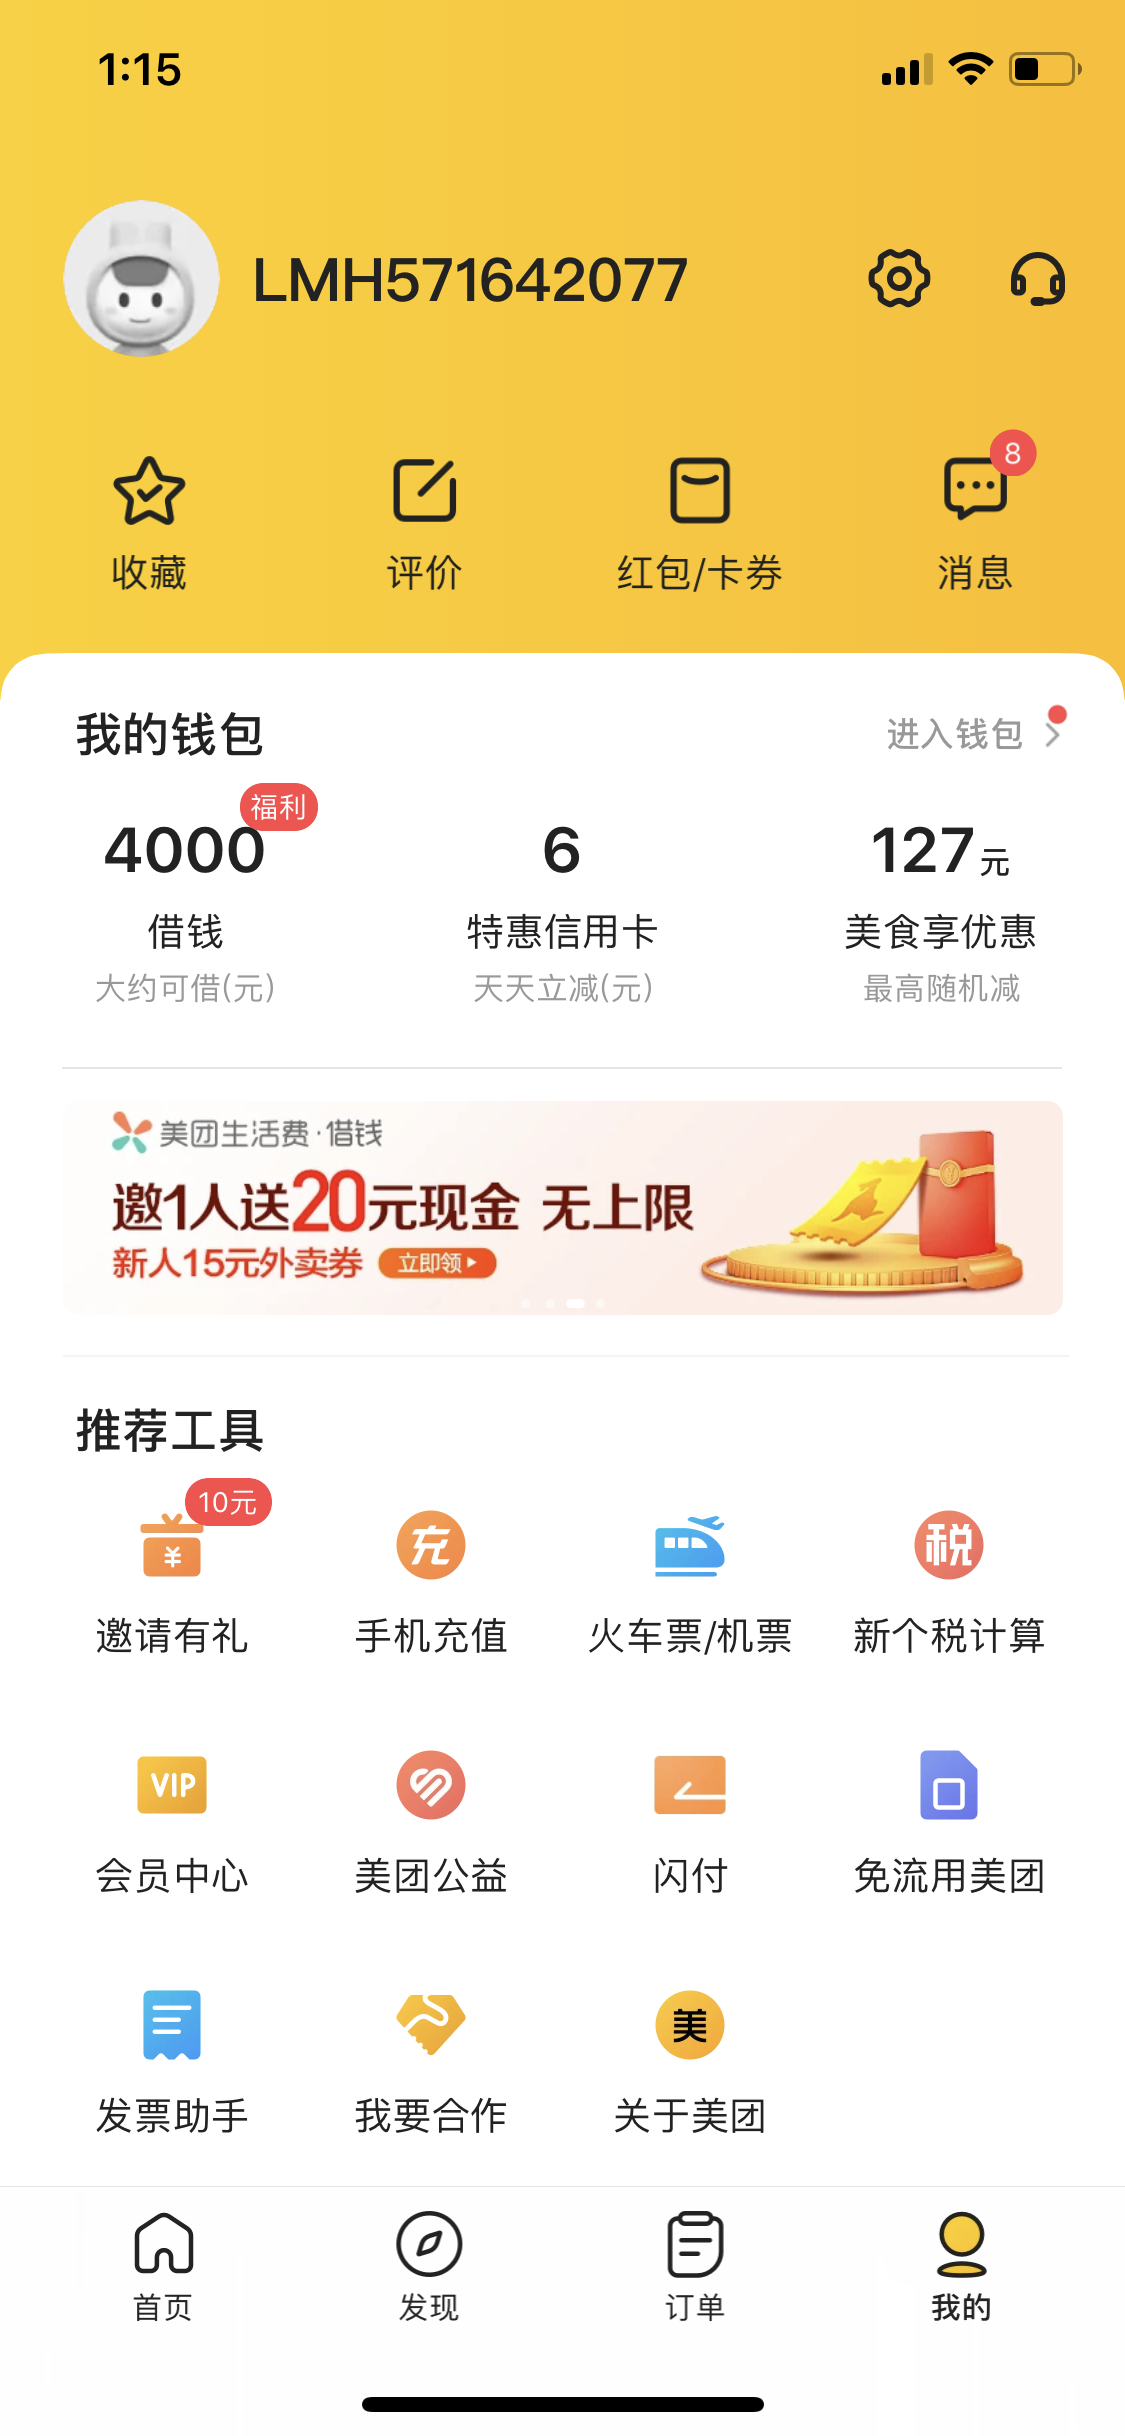 1:15
LMH571642077
8
收藏 评价 红包/卡券 消息
我的钱包 进入钱包
福利
4000 6 127元
借钱 特惠信用卡 美食享优惠
大约可借(元) 天天立减(元) 最高随机减
美团生活费·借钱
邀1人送20元现金 无上限
新人15元外卖券 立即领
推荐工具
10元
¥ 充 税
邀请有礼 手机充值 火车票/机票 新个税计算
VIP
会员中心 美团公益 闪付 免流用美团
美
发票助手 我要合作 关于美团
首页 发现 订单 我的